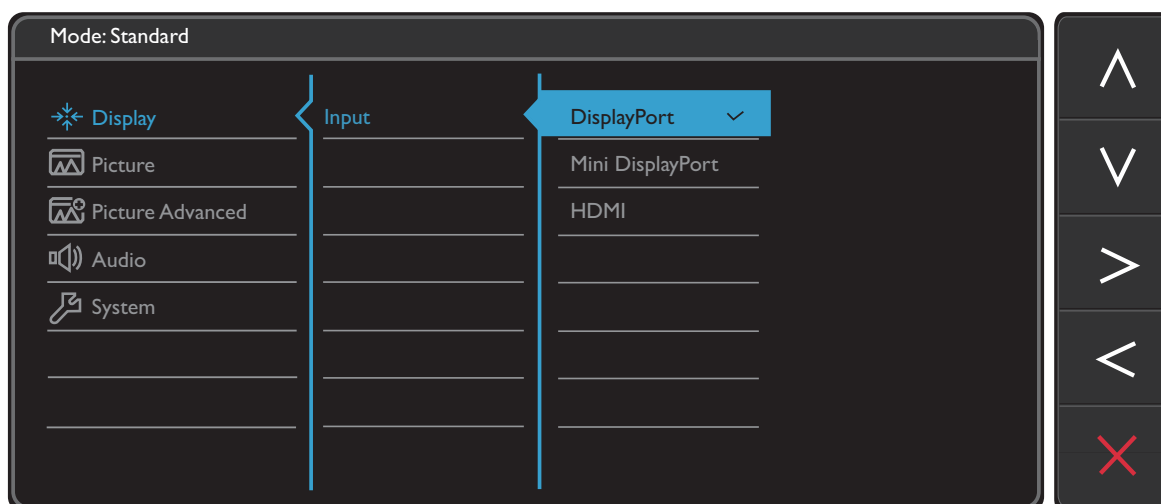 Mode: Standard
Display
Input
DisplayPort
Picture
Mini DisplayPort
Picture Advanced
HDMI
Audio
System